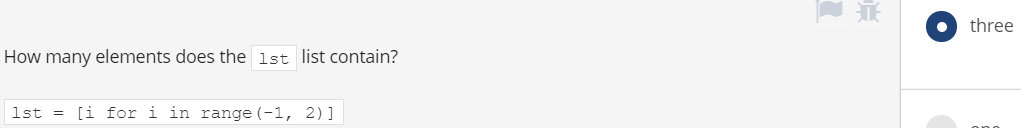 How many elements does the lst list contain?
lst = [i for i in range(-1, 2)]
three